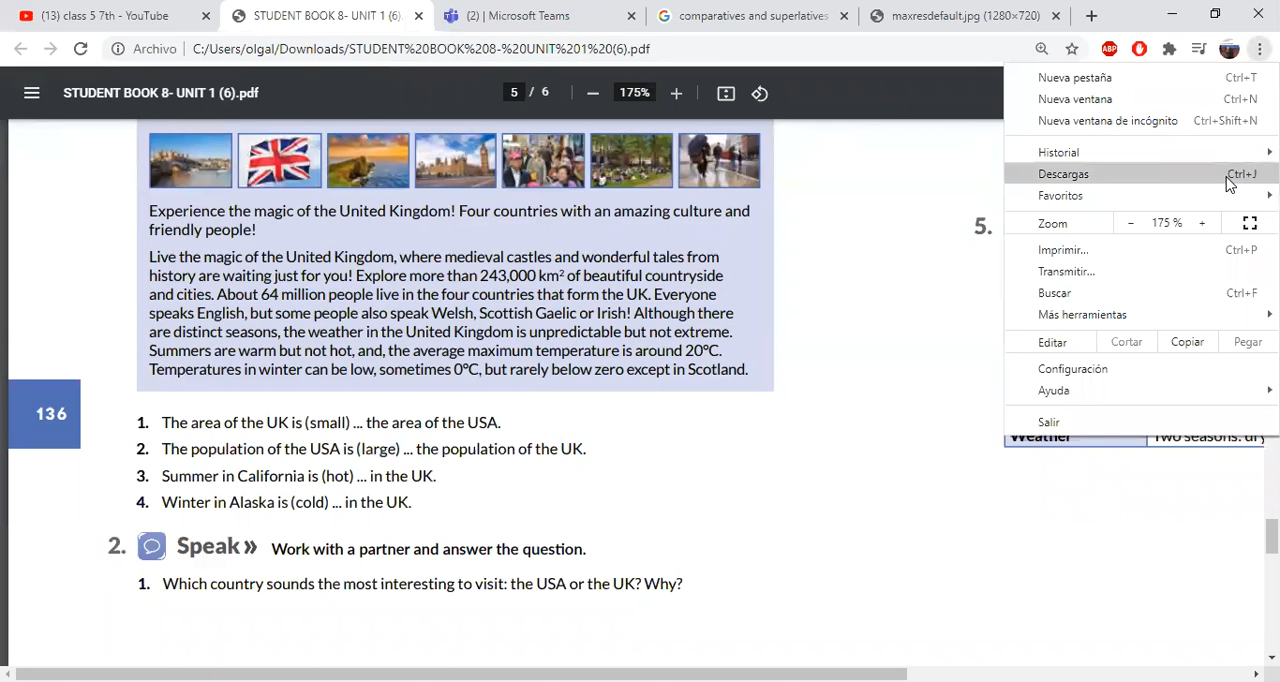 (13) class 5 7th - YouTube
STUDENT BOOK 8- UNIT 1 (6).
(2) | Microsoft Teams
comparatives and superlatives
maxresdefault.jpg (1280×720)
Archivo
C:/Users/olgal/Downloads/STUDENT%20BOOK%208-%20UNIT%201%20(6).pdf
ABP
STUDENT BOOK 8- UNIT 1 (6).pdf
5 / 6
175%
Experience the magic of the United Kingdom! Four countries with an amazing culture and
friendly people!
Live the magic of the United Kingdom, where medieval castles and wonderful tales from
history are waiting just for you! Explore more than 243,000 km² of beautiful countryside
and cities. About 64 million people live in the four countries that form the UK. Everyone
speaks English, but some people also speak Welsh, Scottish Gaelic or Irish! Although there
are distinct seasons, the weather in the United Kingdom is unpredictable but not extreme.
Summers are warm but not hot, and, the average maximum temperature is around 20°C.
Temperatures in winter can be low, sometimes 0°C, but rarely below zero except in Scotland.
136
1. The area of the UK is (small) ... the area of the USA.
2. The population of the USA is (large) ... the population of the UK.
3. Summer in California is (hot) ... in the UK.
4. Winter in Alaska is (cold) ... in the UK.
2. Speak » Work with a partner and answer the question.
1. Which country sounds the most interesting to visit: the USA or the UK? Why?
5.
Nueva pestaña Ctrl+T
Nueva ventana Ctrl+N
Nueva ventana de incógnito Ctrl+Shift+N
Historial
Descargas Ctrl+J
Favoritos
Zoom − 175 % +
Imprimir... Ctrl+P
Transmitir...
Buscar Ctrl+F
Más herramientas
Editar Cortar Copiar Pegar
Configuración
Ayuda
Salir
Weather Two seasons: dry